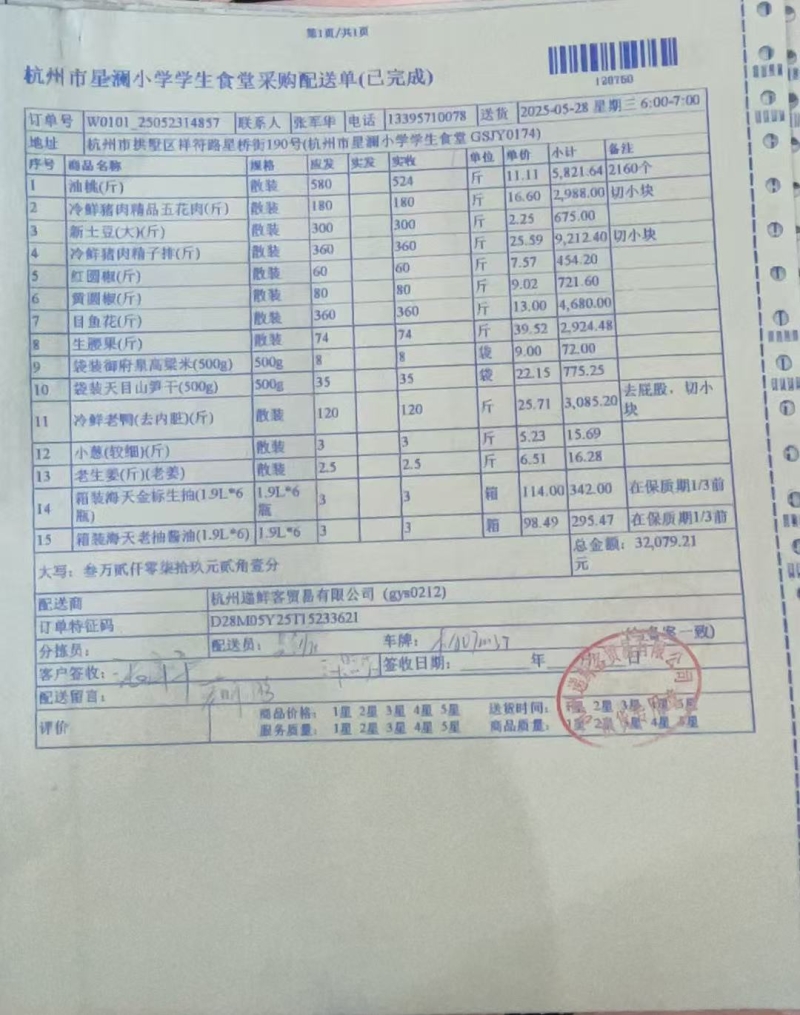 第1页/共1页
120760
杭州市星澜小学学生食堂采购配送单(已完成)
订单号 W0101_25052314857 联系人 张军华 电话 13395710078 送货 2025-05-28 星期三 6:00-7:00
地址 杭州市拱墅区祥符路星桥街190号(杭州市星澜小学学生食堂 GSJY0174)
序号 商品名称 规格 应发 实发 实收 单位 单价 小计 备注
1 油桃(斤) 散装 580 524 斤 11.11 5,821.64 2160个
2 冷鲜猪肉精品五花肉(斤) 散装 180 180 斤 16.60 2,988.00 切小块
3 新土豆(大)(斤) 散装 300 300 斤 2.25 675.00
4 冷鲜猪肉精子排(斤) 散装 360 360 斤 25.59 9,212.40 切小块
5 红圆椒(斤) 散装 60 60 斤 7.57 454.20
6 黄圆椒(斤) 散装 80 80 斤 9.02 721.60
7 目鱼花(斤) 散装 360 360 斤 13.00 4,680.00
8 生腰果(斤) 散装 74 74 斤 39.52 2,924.48
9 袋装御府泉高粱米(500g) 500g 8 8 袋 9.00 72.00
10 袋装天目山笋干(500g) 500g 35 35 袋 22.15 775.25
11 冷鲜老鸭(去内脏)(斤) 散装 120 120 斤 25.71 3,085.20 去屁股，切小块
12 小葱(较细)(斤) 散装 3 3 斤 5.23 15.69
13 老生姜(斤)(老姜) 散装 2.5 2.5 斤 6.51 16.28
14 箱装海天金标生抽(1.9L*6瓶) 1.9L*6瓶 3 3 箱 114.00 342.00 在保质期1/3前
15 箱装海天老抽酱油(1.9L*6) 1.9L*6 3 3 箱 98.49 295.47 在保质期1/3前
大写：叁万贰仟零柒拾玖元贰角壹分 总金额：32,079.21元
配送商 杭州递鲜客贸易有限公司 (gys0212)
订单特征码 D28M05Y25T15233621
分拣员： 配送员： 车牌： 备案一致)
客户签收： 签收日期： 年 日
配送留言：
评价 商品价格： 1星 2星 3星 4星 5星 送货时间： 1星 2星 3星 4星 5星
服务质量： 1星 2星 3星 4星 5星 商品质量： 1星 2星 3星 4星 5星